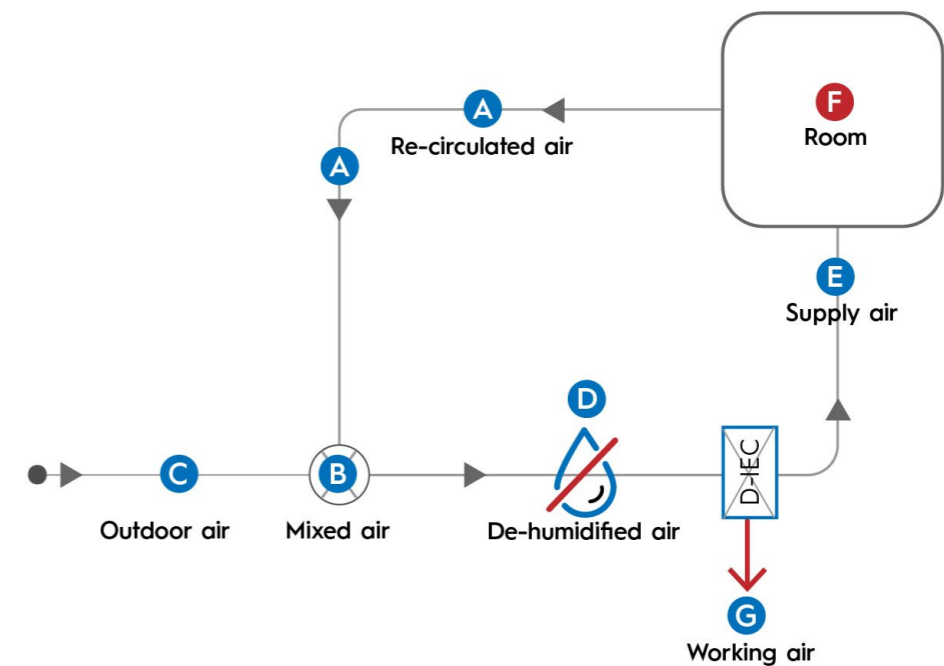 A
Re-circulated air
A
F
Room
E
Supply air
D
C
B
D-IEC
Outdoor air
Mixed air
De-humidified air
G
Working air